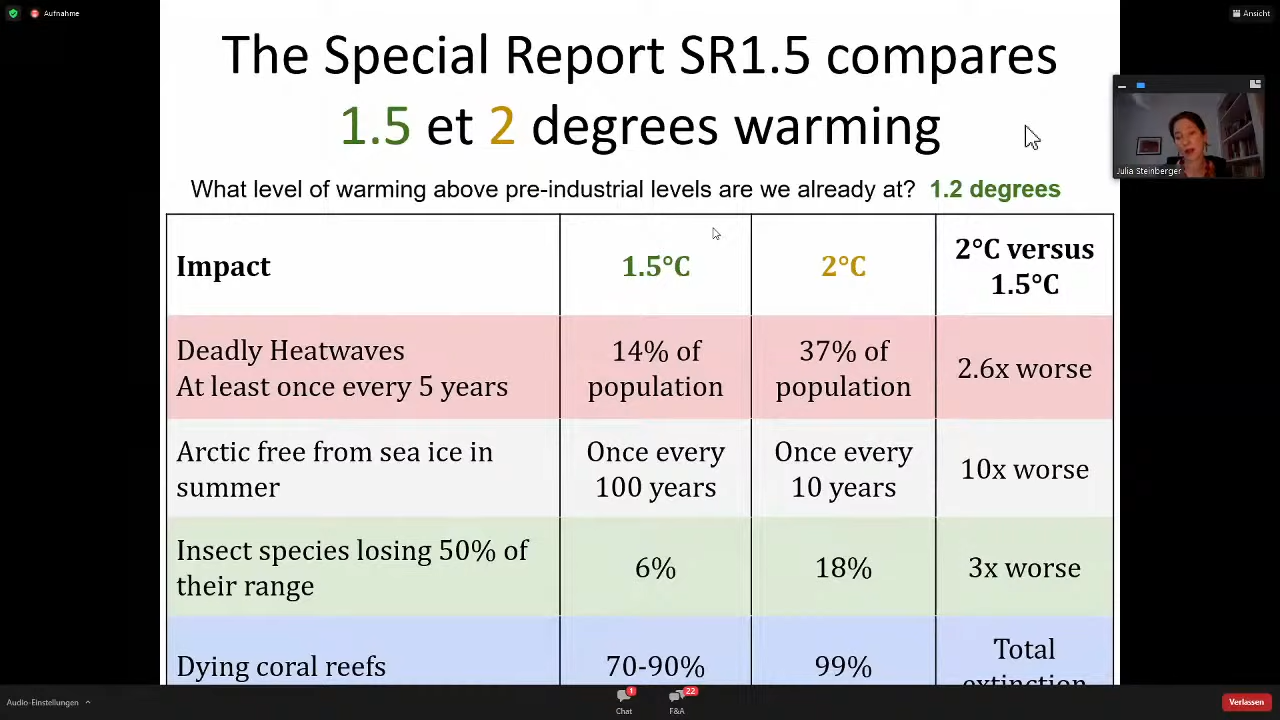 Aufnahme
Ansicht
The Special Report SR1.5 compares
1.5 et 2 degrees warming
Julia Steinberger
What level of warming above pre-industrial levels are we already at? 1.2 degrees
Impact
1.5°C
2°C
2°C versus
1.5°C
Deadly Heatwaves
At least once every 5 years
14% of
population
37% of
population
2.6x worse
Arctic free from sea ice in
summer
Once every
100 years
Once every
10 years
10x worse
Insect species losing 50% of
their range
6%
18%
3x worse
Dying coral reefs
70-90%
99%
Total
extinction
Audio-Einstellungen
1
Chat
22
F&A
Verlassen